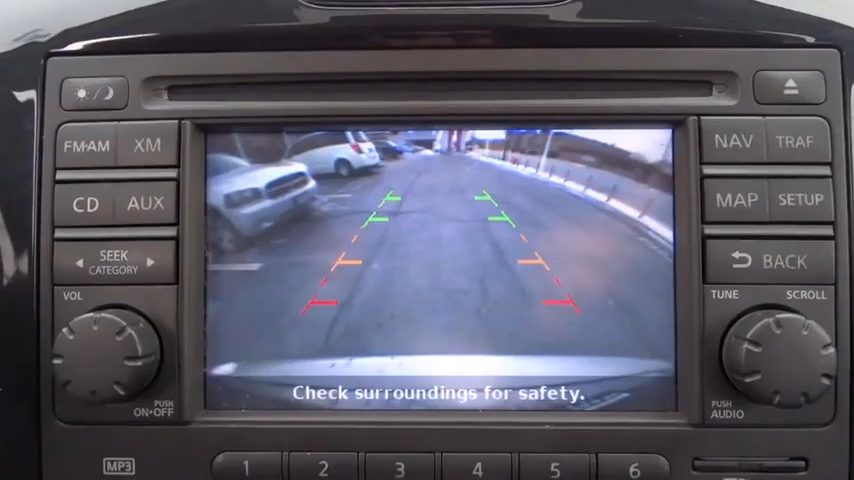 FM·AM XM
CD AUX
SEEK
CATEGORY
VOL
PUSH
ON•OFF
MP3
NAV TRAF
MAP SETUP
BACK
TUNE SCROLL
PUSH
AUDIO
Check surroundings for safety.
1 2 3 4 5 6